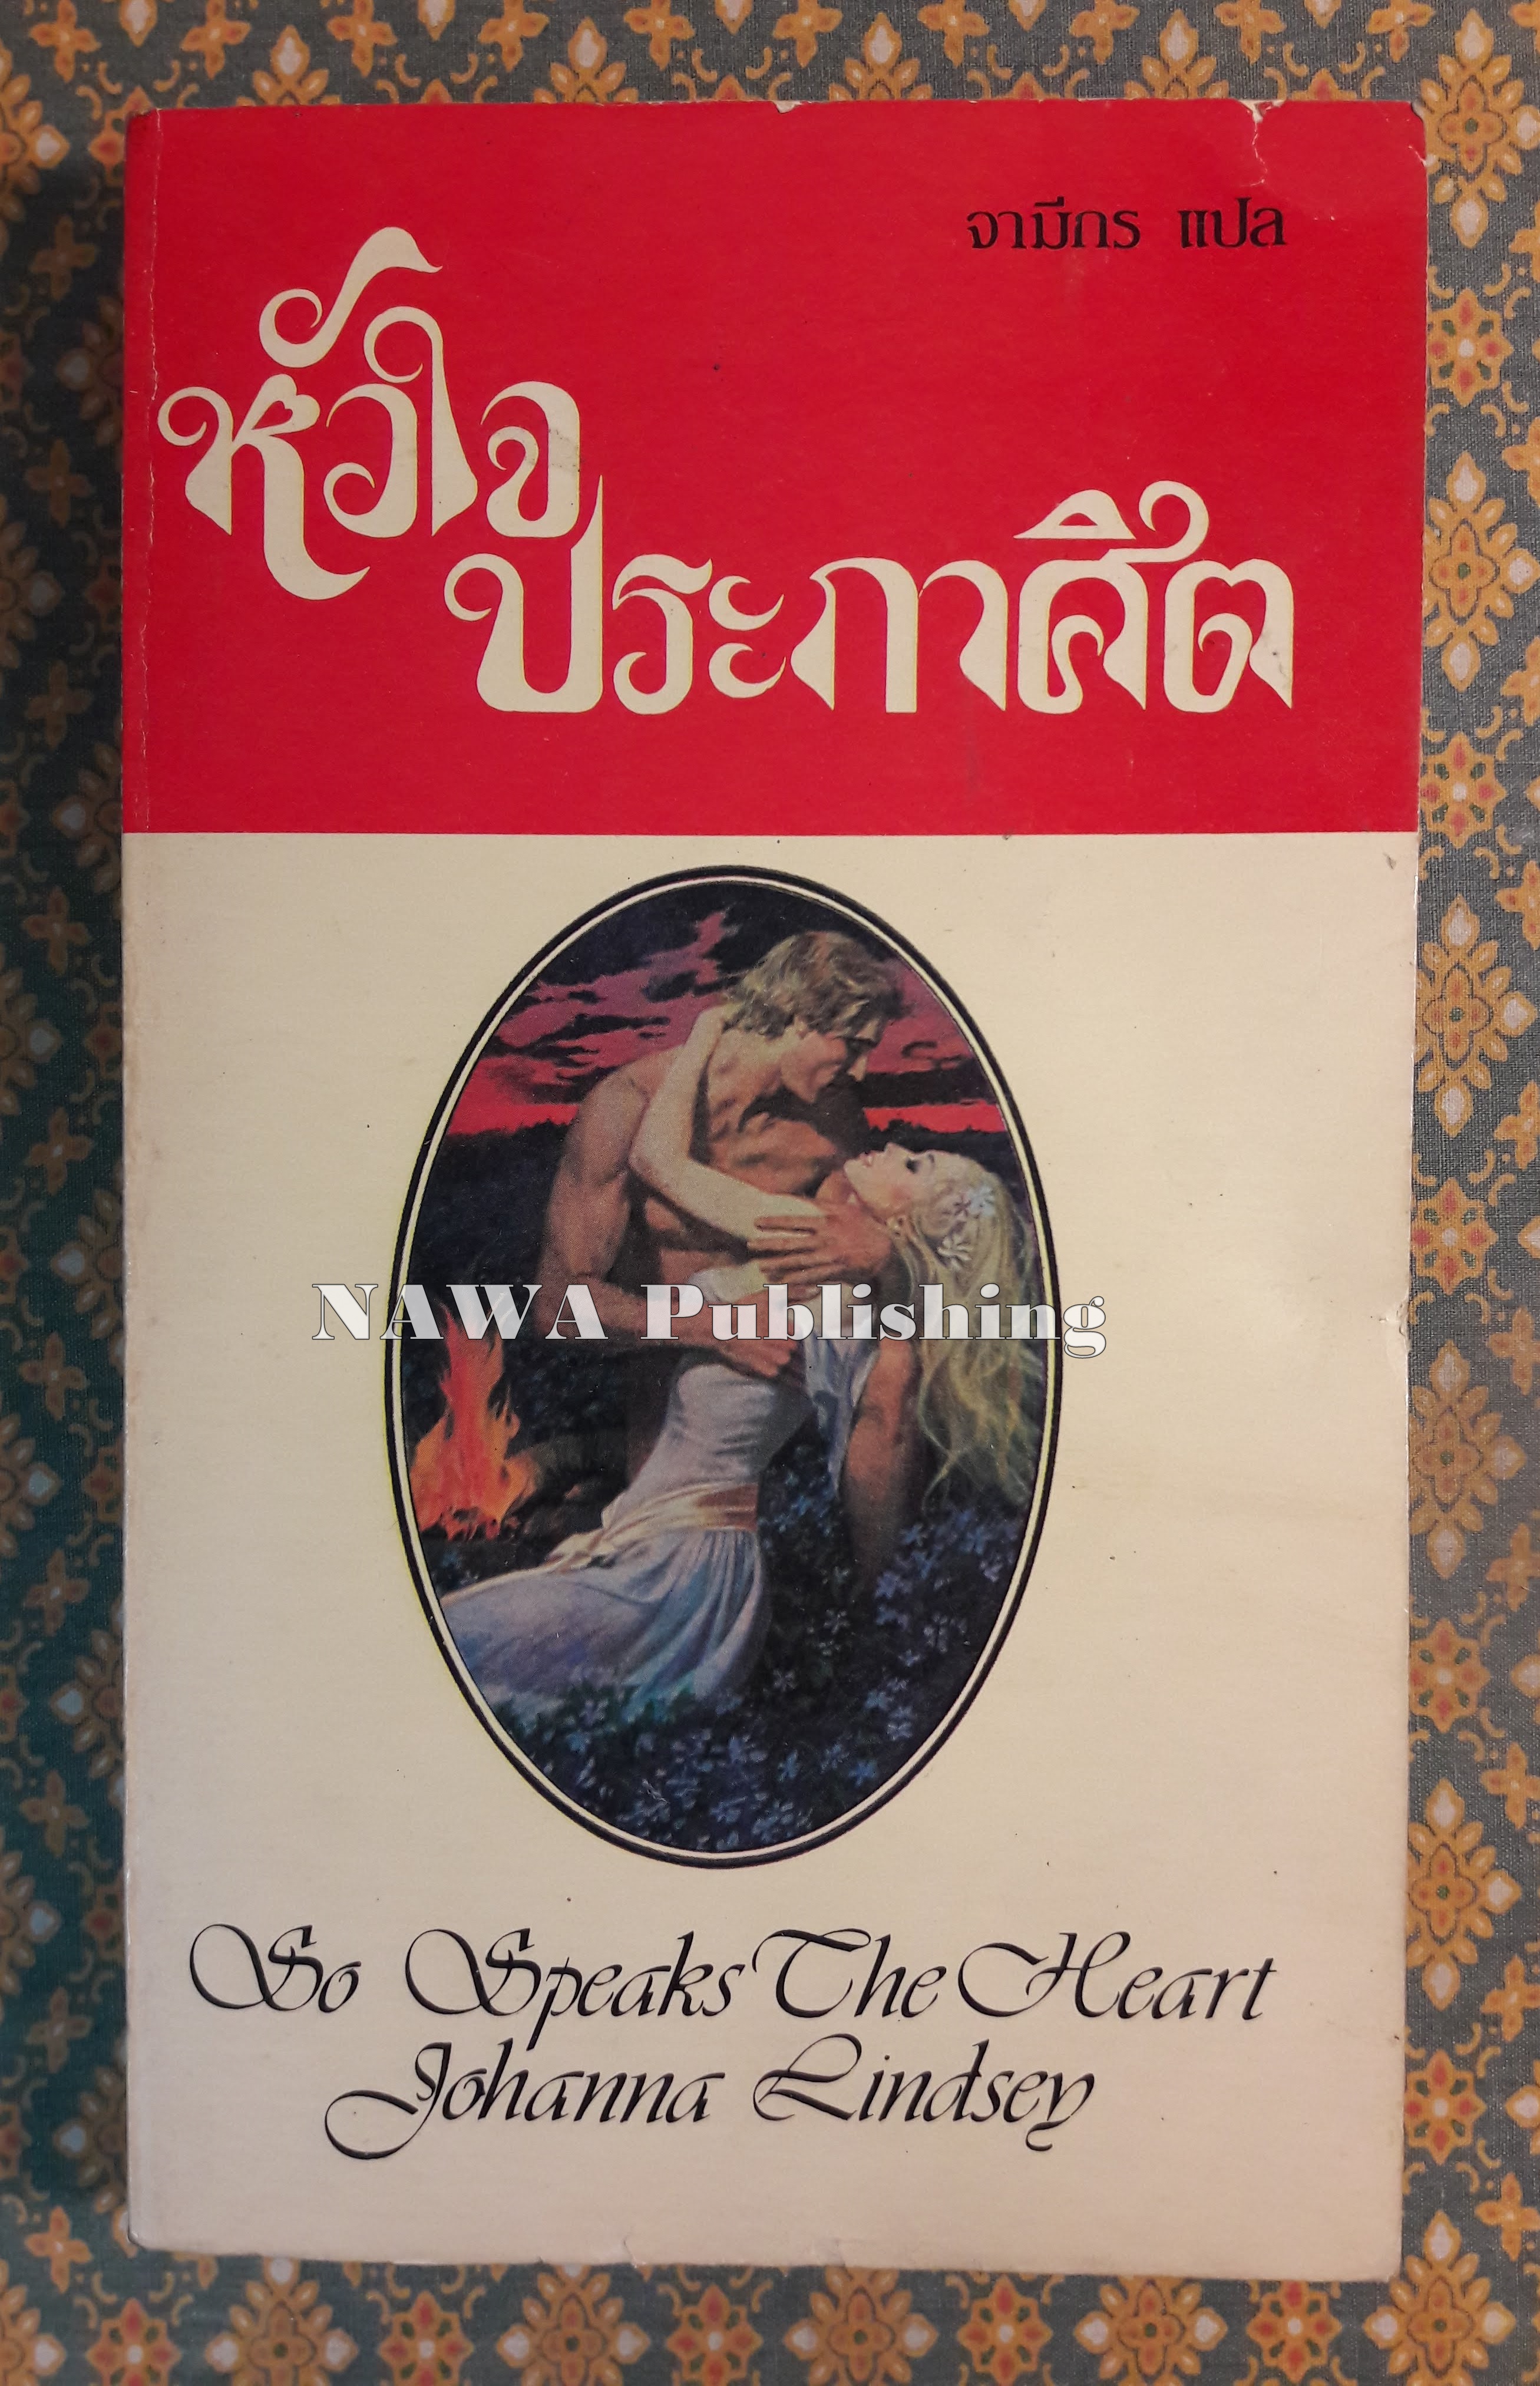 จามีกร แปล
หัวใจ
ประกาศิต
NAWA Publishing
So Speaks The Heart
Johanna Lindsey